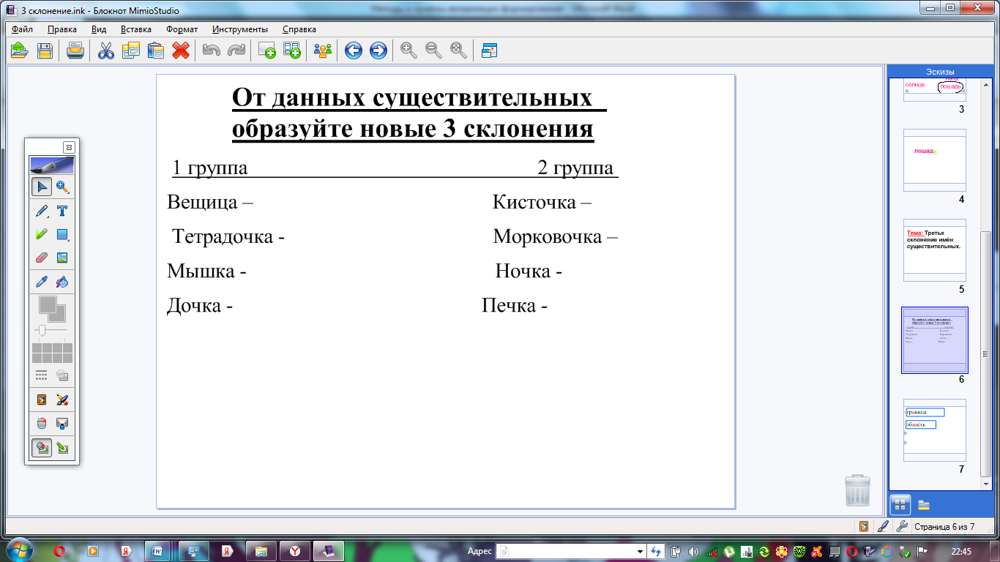 3 склонение.ink - Блокнот MimioStudio
Файл Правка Вид Вставка Формат Инструменты Справка
От данных существительных
образуйте новые 3 склонения
1 группа 2 группа
Вещица – Кисточка –
Тетрадочка - Морковочка –
Мышка - Ночка -
Дочка - Печка -
Эскизы
солнце
лошадь
3
лошадь
4
Тема: Третье
склонение имён
существительных.
5
6
граница
область
7
Страница 6 из 7
Адрес
22:45